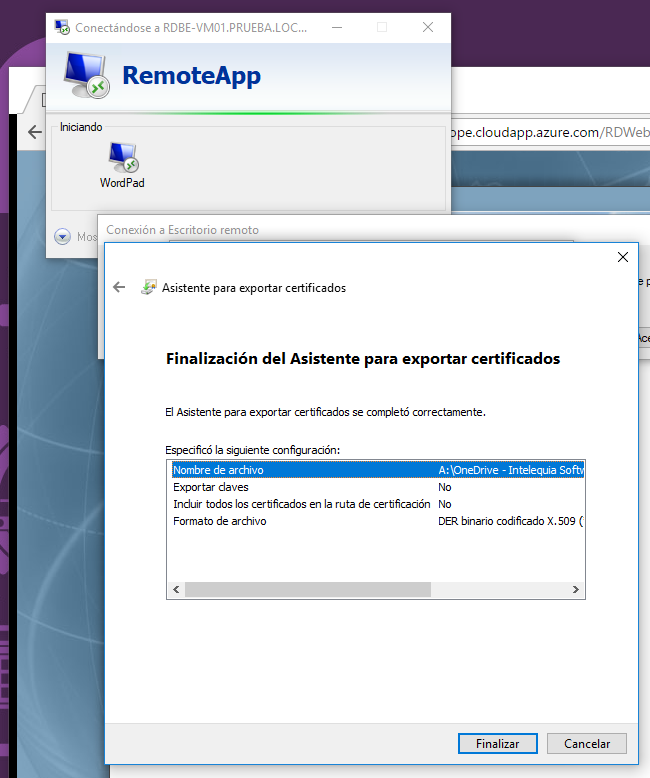 Conectándose a RDBE-VM01.PRUEBA.LOC...
RemoteApp
Iniciando
WordPad
ope.cloudapp.azure.com/RDWeb
Conexión a Escritorio remoto
Asistente para exportar certificados
Finalización del Asistente para exportar certificados
El Asistente para exportar certificados se completó correctamente.
Especificó la siguiente configuración:
Nombre de archivo A:\OneDrive - Intelequia Softw
Exportar claves No
Incluir todos los certificados en la ruta de certificación No
Formato de archivo DER binario codificado X.509 (
Finalizar Cancelar